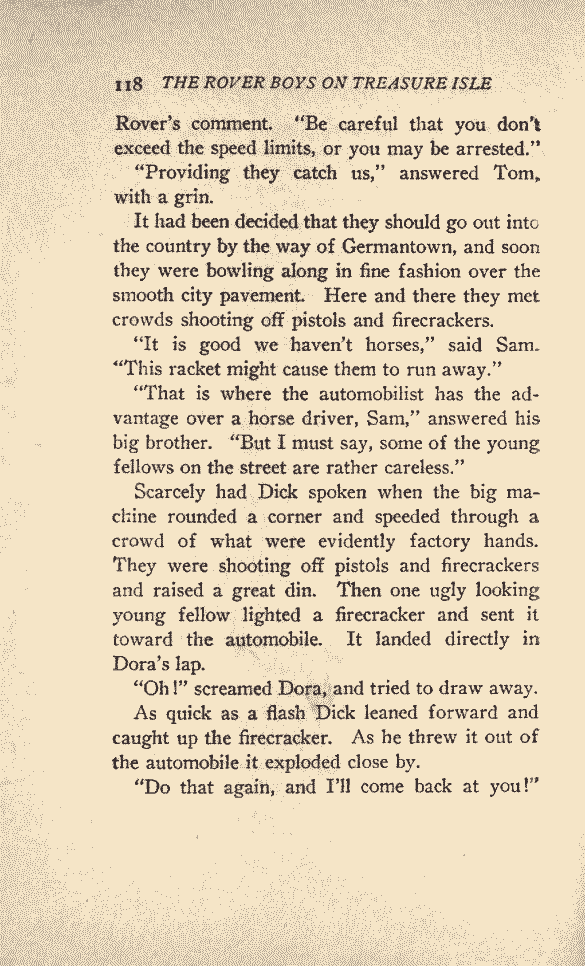 118 THE ROVER BOYS ON TREASURE ISLE
Rover's comment. "Be careful that you don't
exceed the speed limits, or you may be arrested."
"Providing they catch us," answered Tom,
with a grin.
It had been decided that they should go out into
the country by the way of Germantown, and soon
they were bowling along in fine fashion over the
smooth city pavement. Here and there they met
crowds shooting off pistols and firecrackers.
"It is good we haven't horses," said Sam.
"This racket might cause them to run away."
"That is where the automobilist has the ad-
vantage over a horse driver, Sam," answered his
big brother. "But I must say, some of the young
fellows on the street are rather careless."
Scarcely had Dick spoken when the big ma-
chine rounded a corner and speeded through a
crowd of what were evidently factory hands.
They were shooting off pistols and firecrackers
and raised a great din. Then one ugly looking
young fellow lighted a firecracker and sent it
toward the automobile. It landed directly in
Dora's lap.
"Oh!" screamed Dora, and tried to draw away.
As quick as a flash Dick leaned forward and
caught up the firecracker. As he threw it out of
the automobile it exploded close by.
"Do that again, and I'll come back at you!"